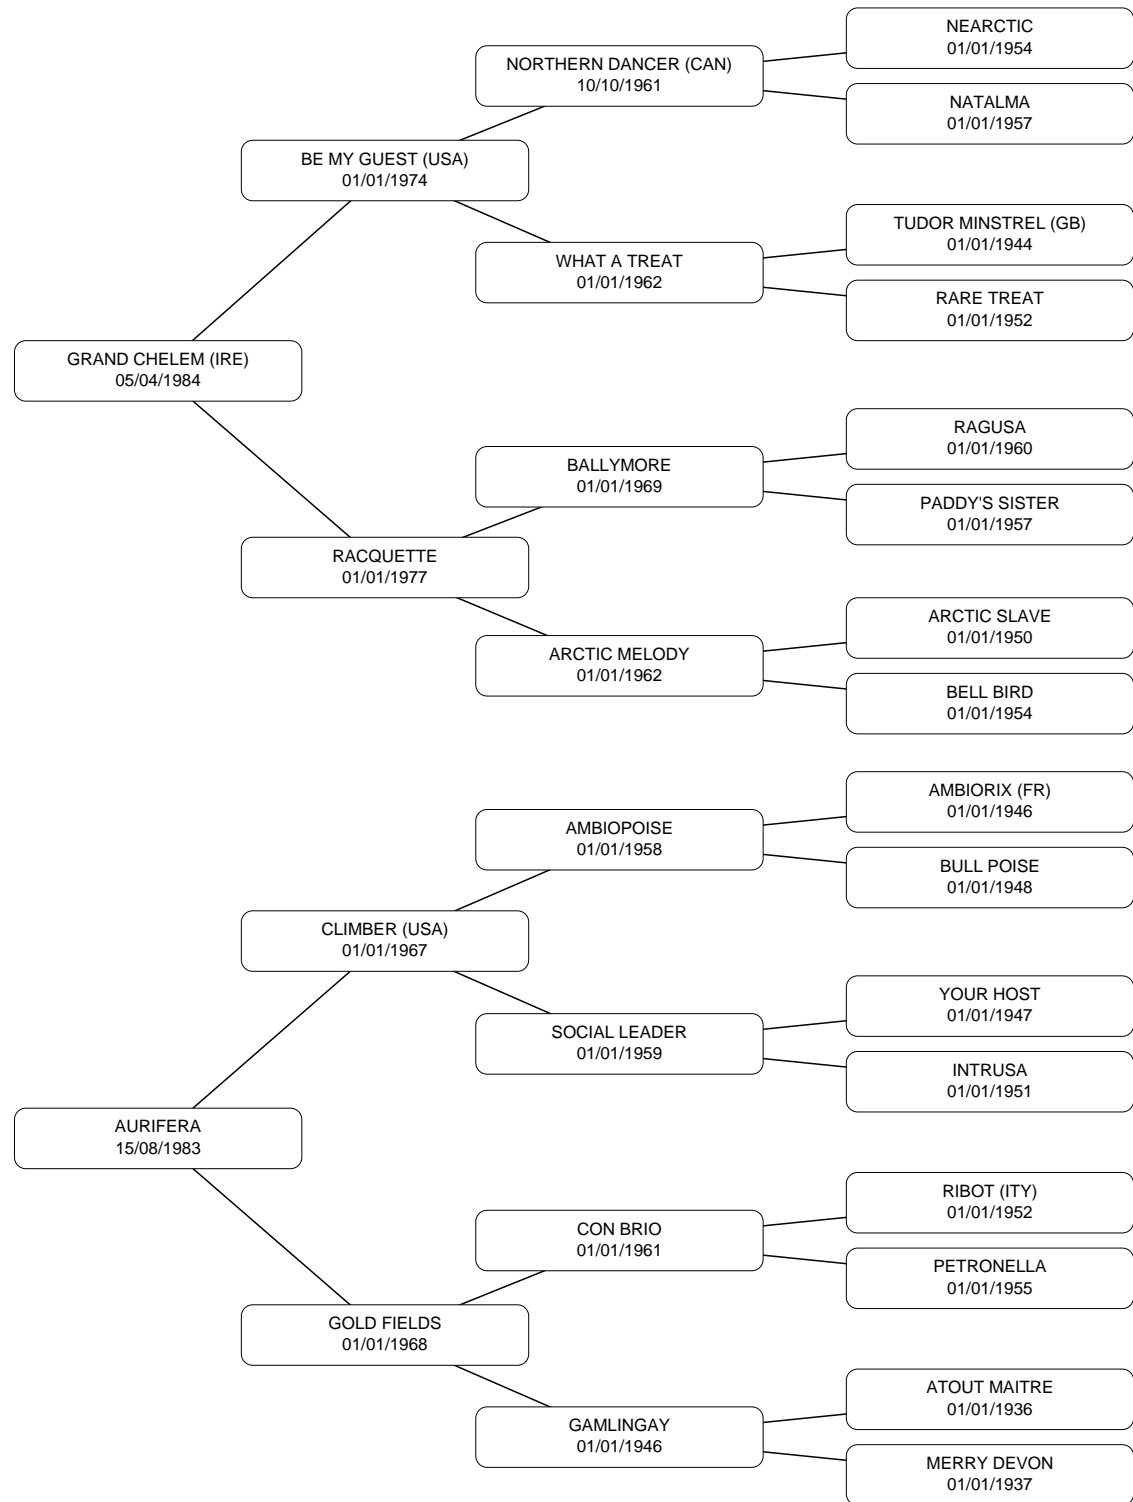 NEARCTIC
01/01/1954
NORTHERN DANCER (CAN)
10/10/1961
NATALMA
01/01/1957
BE MY GUEST (USA)
01/01/1974
TUDOR MINSTREL (GB)
01/01/1944
WHAT A TREAT
01/01/1962
RARE TREAT
01/01/1952
GRAND CHELEM (IRE)
05/04/1984
RAGUSA
01/01/1960
BALLYMORE
01/01/1969
PADDY'S SISTER
01/01/1957
RACQUETTE
01/01/1977
ARCTIC SLAVE
01/01/1950
ARCTIC MELODY
01/01/1962
BELL BIRD
01/01/1954
AMBIORIX (FR)
01/01/1946
AMBIOPOISE
01/01/1958
BULL POISE
01/01/1948
CLIMBER (USA)
01/01/1967
YOUR HOST
01/01/1947
SOCIAL LEADER
01/01/1959
INTRUSA
01/01/1951
AURIFERA
15/08/1983
RIBOT (ITY)
01/01/1952
CON BRIO
01/01/1961
PETRONELLA
01/01/1955
GOLD FIELDS
01/01/1968
ATOUT MAITRE
01/01/1936
GAMLINGAY
01/01/1946
MERRY DEVON
01/01/1937